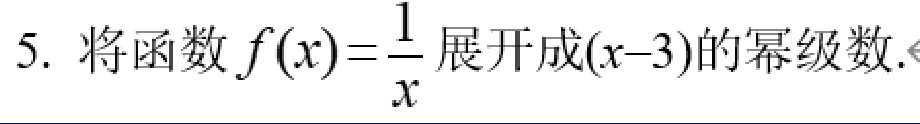 5. 将函数 f(x)=1/x 展开成(x−3)的幂级数.